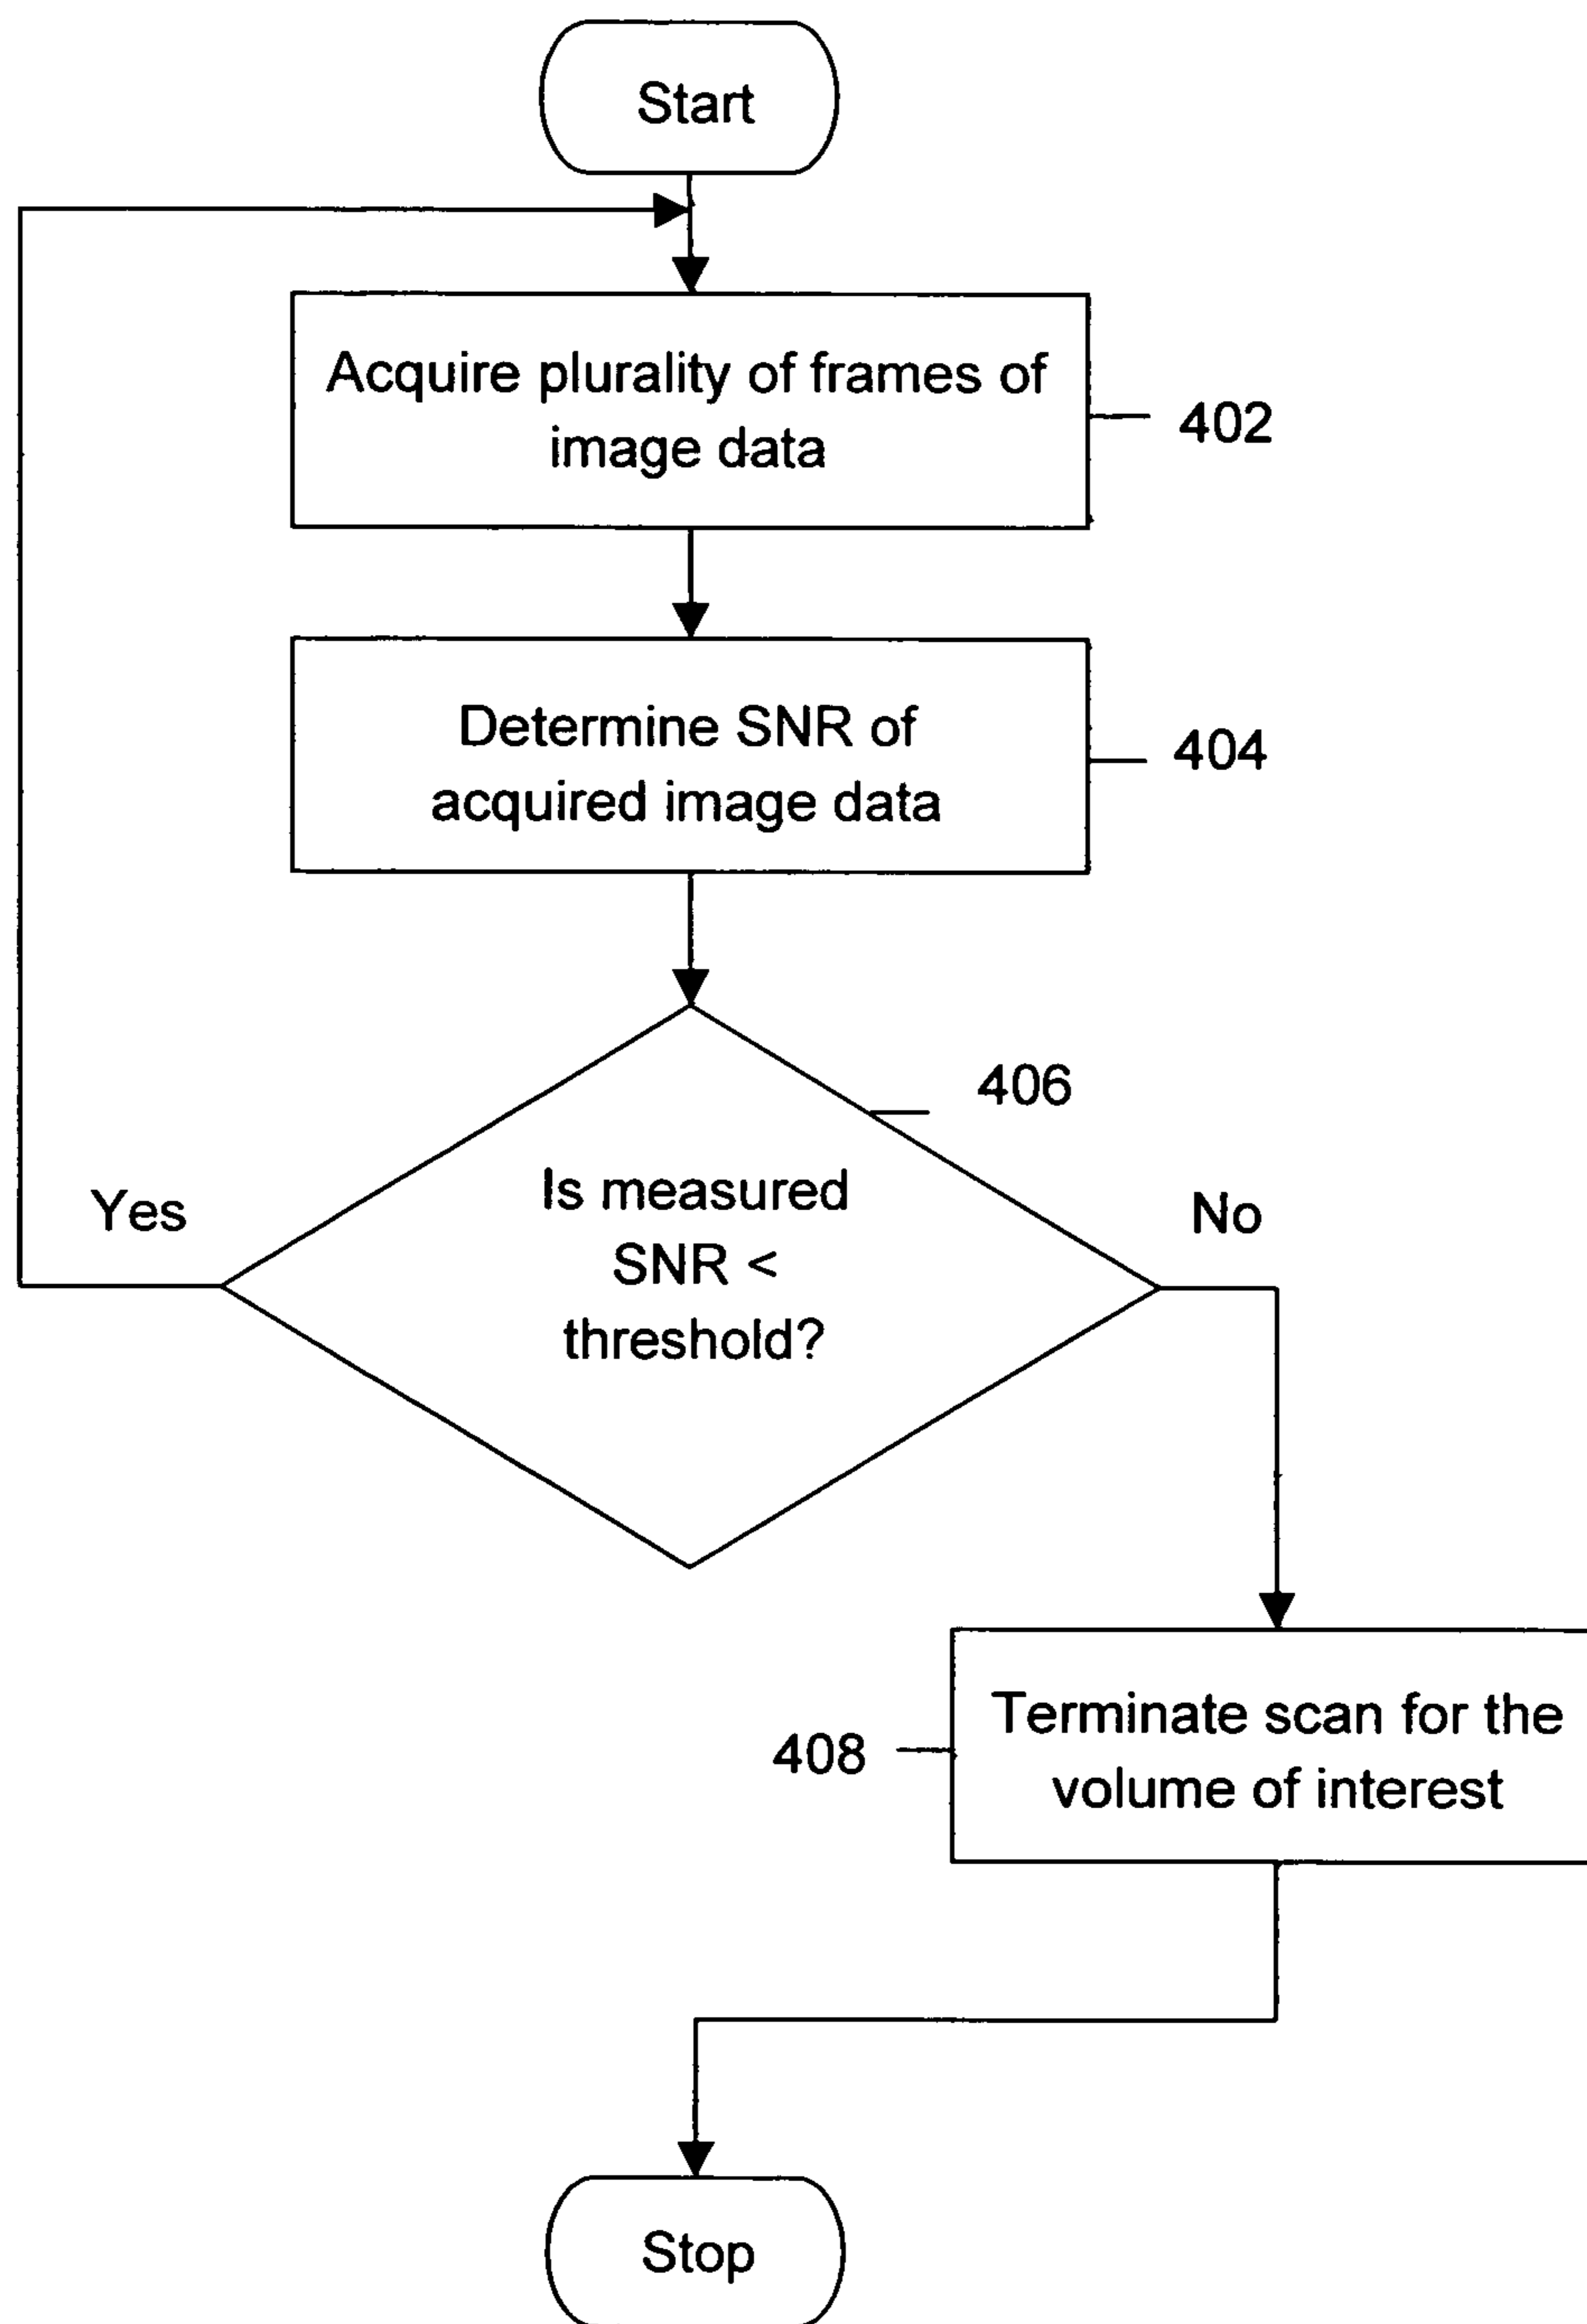 Start
Acquire plurality of frames of
image data
402
Determine SNR of
acquired image data
404
406
Is measured
SNR <
threshold?
Yes
No
Terminate scan for the
volume of interest
408
Stop